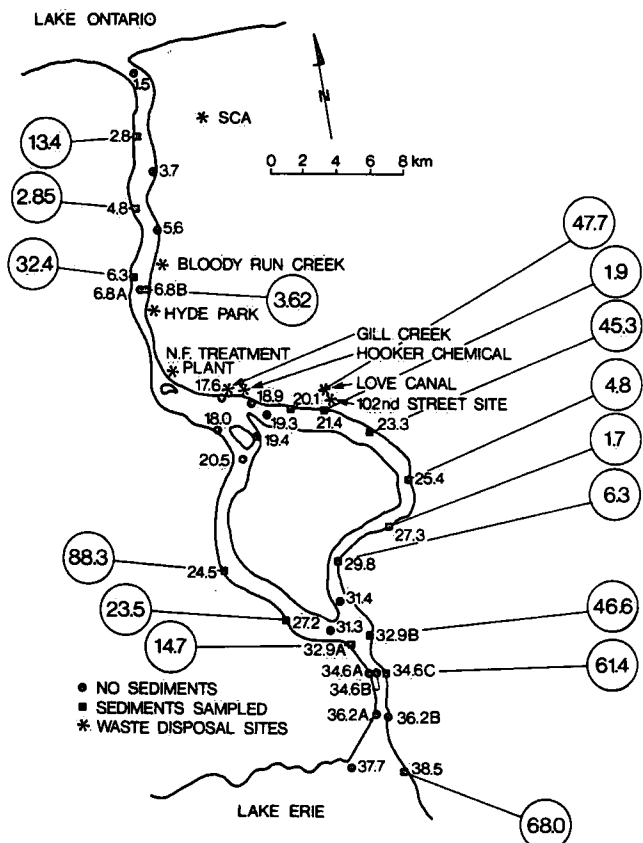 LAKE ONTARIO
1.5
* SCA
N
0 2 4 6 8 km
13.4
2.8
3.7
2.85
4.8
5.6
47.7
32.4
6.3
* BLOODY RUN CREEK
1.9
6.8A
6.8B
3.62
* HYDE PARK
45.3
GILL CREEK
N.F. TREATMENT
PLANT
HOOKER CHEMICAL
LOVE CANAL
102nd STREET SITE
17.6
18.9
20.1
4.8
18.0
19.3
21.4
23.3
19.4
1.7
20.5
25.4
27.3
6.3
88.3
24.5
29.8
23.5
27.2
31.4
46.6
31.3
32.9B
14.7
32.9A
34.6A
34.6C
61.4
34.6B
● NO SEDIMENTS
■ SEDIMENTS SAMPLED
* WASTE DISPOSAL SITES
36.2A
36.2B
37.7
38.5
LAKE ERIE
68.0